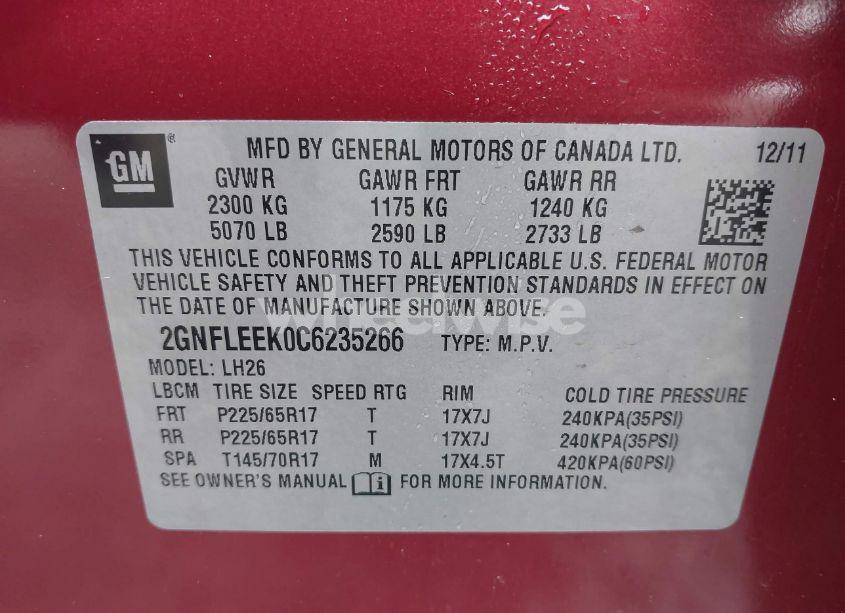 GM ® MFD BY GENERAL MOTORS OF CANADA LTD. 12/11
GVWR GAWR FRT GAWR RR
2300 KG 1175 KG 1240 KG
5070 LB 2590 LB 2733 LB
THIS VEHICLE CONFORMS TO ALL APPLICABLE U.S. FEDERAL MOTOR
VEHICLE SAFETY AND THEFT PREVENTION STANDARDS IN EFFECT ON
THE DATE OF MANUFACTURE SHOWN ABOVE.
wheelwise
2GNFLEEK0C6235266 TYPE: M.P.V.
MODEL: LH26
LBCM TIRE SIZE SPEED RTG RIM COLD TIRE PRESSURE
FRT P225/65R17 T 17X7J 240KPA(35PSI)
RR P225/65R17 T 17X7J 240KPA(35PSI)
SPA T145/70R17 M 17X4.5T 420KPA(60PSI)
SEE OWNER'S MANUAL FOR MORE INFORMATION.